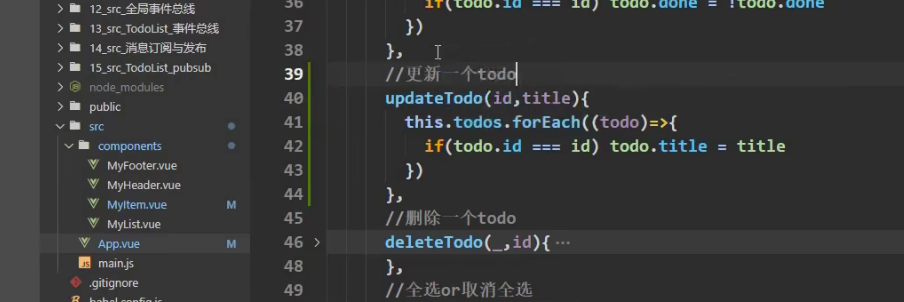 12_src_全局事件总线
13_src_TodoList_事件总线
14_src_消息订阅与发布
15_src_TodoList_pubsub
node_modules
public
src
components
MyFooter.vue
MyHeader.vue
MyItem.vue M
MyList.vue
App.vue M
main.js
.gitignore
babel.config.js
36 if(todo.id === id) todo.done = !todo.done
37 })
38 },
39 //更新一个todo
40 updateTodo(id,title){
41 this.todos.forEach((todo)=>{
42 if(todo.id === id) todo.title = title
43 })
44 },
45 //删除一个todo
46 deleteTodo(_,id){ ···
48 },
49 //全选or取消全选